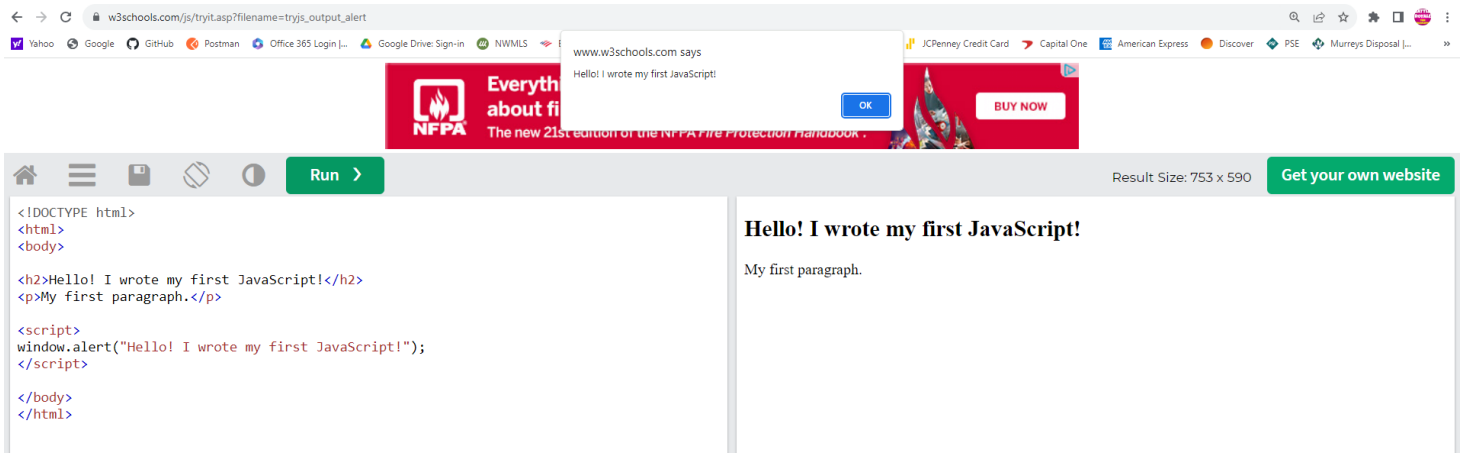 w3schools.com/js/tryit.asp?filename=tryjs_output_alert
Yahoo Google GitHub Postman Office 365 Login |... Google Drive: Sign-in NWMLS JCPenney Credit Card Capital One American Express Discover PSE Murreys Disposal |... »
www.w3schools.com says
Hello! I wrote my first JavaScript!
OK
NFPA
Everythi
about fi
The new 21st edition of the NFPA Fire Protection Handbook.
BUY NOW
Run ❯
Result Size: 753 x 590
Get your own website
<!DOCTYPE html>
<html>
<body>
<h2>Hello! I wrote my first JavaScript!</h2>
<p>My first paragraph.</p>
<script>
window.alert("Hello! I wrote my first JavaScript!");
</script>
</body>
</html>
Hello! I wrote my first JavaScript!
My first paragraph.